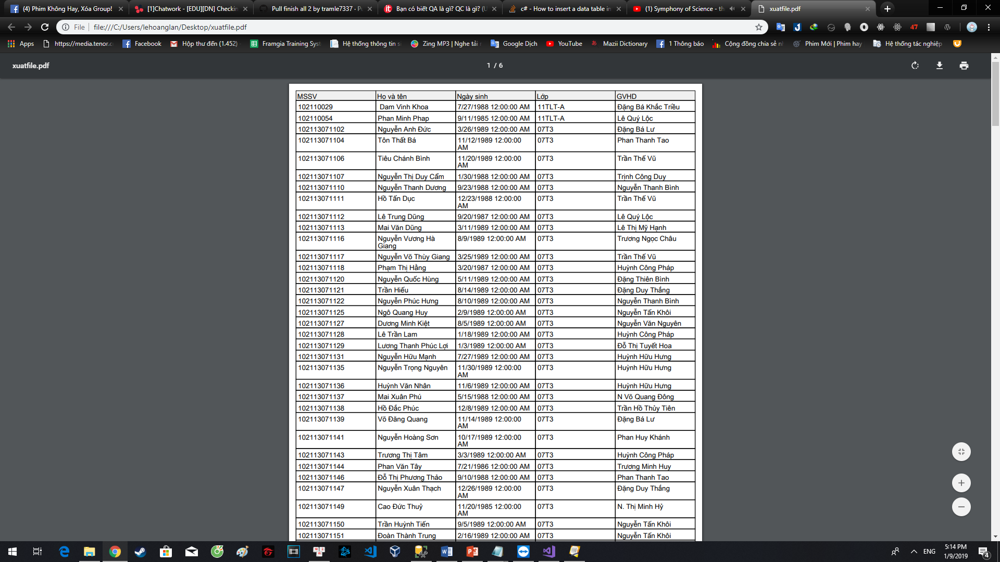 (4) Phim Không Hay, Xóa Group!
[1]Chatwork - [EDU][DN] Checkin
Pull finish all 2 by tramle7337 · Pu
Bạn có biết QA là gì? QC là gì? (U
c# - How to insert a data table in
(1) Symphony of Science - th
xuatfile.pdf
File
file:///C:/Users/lehoanglan/Desktop/xuatfile.pdf
47
Apps
https://media.tenor.c
Facebook
Hộp thư đến (1.452)
Framgia Training Syst
Hệ thống thông tin s
Zing MP3 | Nghe tải
Google Dịch
YouTube
Mazii Dictionary
1 Thông báo
Cộng đồng chia sẻ nh
Phim Mới | Phim hay
Hệ thống tác nghiệp
xuatfile.pdf
1 / 6
MSSV Họ và tên Ngày sinh Lớp GVHD
102110029 Dam Vinh Khoa 7/27/1988 12:00:00 AM 11TLT-A Đặng Bá Khắc Triều
102110054 Phan Minh Phap 9/11/1985 12:00:00 AM 11TLT-A Lê Quý Lộc
102113071102 Nguyễn Anh Đức 3/26/1989 12:00:00 AM 07T3 Đặng Bá Lư
102113071104 Tôn Thất Bá 11/12/1989 12:00:00 07T3 Phan Thanh Tao
AM
102113071106 Tiêu Chánh Bình 11/20/1989 12:00:00 07T3 Trần Thế Vũ
AM
102113071107 Nguyễn Thị Duy Cẩm 1/30/1988 12:00:00 AM 07T3 Trịnh Công Duy
102113071110 Nguyễn Thanh Dương 9/23/1988 12:00:00 AM 07T3 Nguyễn Thanh Bình
102113071111 Hồ Tấn Dục 12/23/1988 12:00:00 07T3 Trần Thế Vũ
AM
102113071112 Lê Trung Dũng 9/20/1987 12:00:00 AM 07T3 Lê Quý Lộc
102113071113 Mai Văn Dũng 3/11/1989 12:00:00 AM 07T3 Lê Thị Mỹ Hạnh
102113071116 Nguyễn Vương Hà 8/9/1989 12:00:00 AM 07T3 Trương Ngọc Châu
Giang
102113071117 Nguyễn Võ Thùy Giang 3/25/1989 12:00:00 AM 07T3 Trần Thế Vũ
102113071118 Phạm Thị Hằng 3/20/1987 12:00:00 AM 07T3 Huỳnh Công Pháp
102113071120 Nguyễn Quốc Hùng 5/11/1989 12:00:00 AM 07T3 Đặng Thiên Bình
102113071121 Trần Hiếu 8/14/1989 12:00:00 AM 07T3 Đặng Duy Thắng
102113071122 Nguyễn Phúc Hưng 8/10/1989 12:00:00 AM 07T3 Nguyễn Thanh Bình
102113071125 Ngô Quang Huy 2/9/1989 12:00:00 AM 07T3 Nguyễn Tấn Khôi
102113071127 Dương Minh Kiệt 8/5/1989 12:00:00 AM 07T3 Nguyễn Văn Nguyên
102113071128 Lê Trần Lam 1/18/1989 12:00:00 AM 07T3 Huỳnh Công Pháp
102113071129 Lương Thanh Phúc Lợi 1/3/1989 12:00:00 AM 07T3 Đỗ Thị Tuyết Hoa
102113071131 Nguyễn Hữu Mạnh 7/27/1989 12:00:00 AM 07T3 Huỳnh Hữu Hưng
102113071135 Nguyễn Trọng Nguyên 11/30/1989 12:00:00 07T3 Huỳnh Hữu Hưng
AM
102113071136 Huỳnh Văn Nhân 11/6/1989 12:00:00 AM 07T3 Huỳnh Hữu Hưng
102113071137 Mai Xuân Phú 5/15/1988 12:00:00 AM 07T3 N Võ Quang Đông
102113071138 Hồ Đắc Phúc 12/8/1989 12:00:00 AM 07T3 Trần Hồ Thủy Tiên
102113071139 Võ Đăng Quang 11/14/1989 12:00:00 07T3 Đặng Bá Lư
AM
102113071141 Nguyễn Hoàng Sơn 10/17/1989 12:00:00 07T3 Phan Huy Khánh
AM
102113071143 Trương Thị Tâm 3/3/1989 12:00:00 AM 07T3 Huỳnh Công Pháp
102113071144 Phan Văn Tây 7/21/1986 12:00:00 AM 07T3 Trương Minh Huy
102113071146 Đỗ Thị Phương Thảo 9/10/1988 12:00:00 AM 07T3 Phan Thanh Tao
102113071147 Nguyễn Xuân Thạch 12/26/1989 12:00:00 07T3 Đặng Duy Thắng
AM
102113071149 Cao Đức Thuỷ 11/20/1985 12:00:00 07T3 N. Thị Minh Hỷ
AM
102113071150 Trần Huỳnh Tiến 9/5/1989 12:00:00 AM 07T3 Nguyễn Tấn Khôi
102113071151 Đoàn Thành Trung 2/16/1989 12:00:00 AM 07T3 Nguyễn Tấn Khôi
ENG
5:14 PM
1/9/2019
4